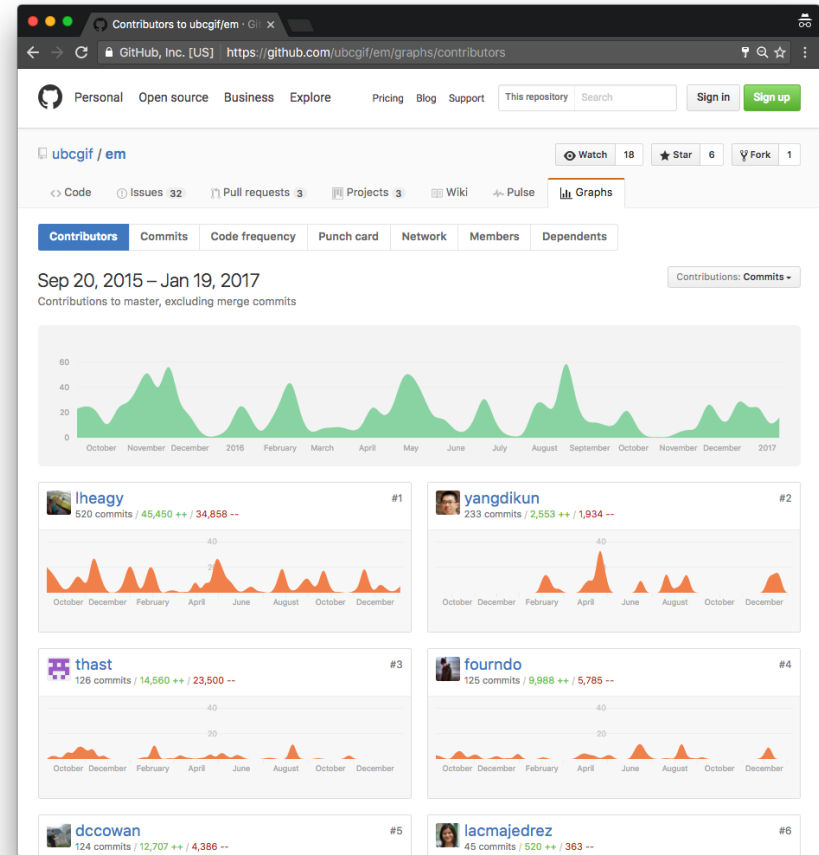 Contributors to ubcgif/em · Git
GitHub, Inc. [US] https://github.com/ubcgif/em/graphs/contributors
Personal Open source Business Explore Pricing Blog Support This repository Search Sign in Sign up
ubcgif / em Watch 18 Star 6 Fork 1
Code Issues 32 Pull requests 3 Projects 3 Wiki Pulse Graphs
Contributors Commits Code frequency Punch card Network Members Dependents
Sep 20, 2015 – Jan 19, 2017 Contributions: Commits
Contributions to master, excluding merge commits
60
40
20
0
October November December 2016 February March April May June July August September October November December 2017
lheagy #1
520 commits / 45,450 ++ / 34,858 --
40
October December February April June August October December
yangdikun #2
233 commits / 2,553 ++ / 1,934 --
40
October December February April June August October December
thast #3
126 commits / 14,560 ++ / 23,500 --
40
20
October December February April June August October December
fourndo #4
125 commits / 9,988 ++ / 5,785 --
40
20
October December February April June August October December
dccowan #5
124 commits / 12,707 ++ / 4,386 --
lacmajedrez #6
45 commits / 520 ++ / 363 --